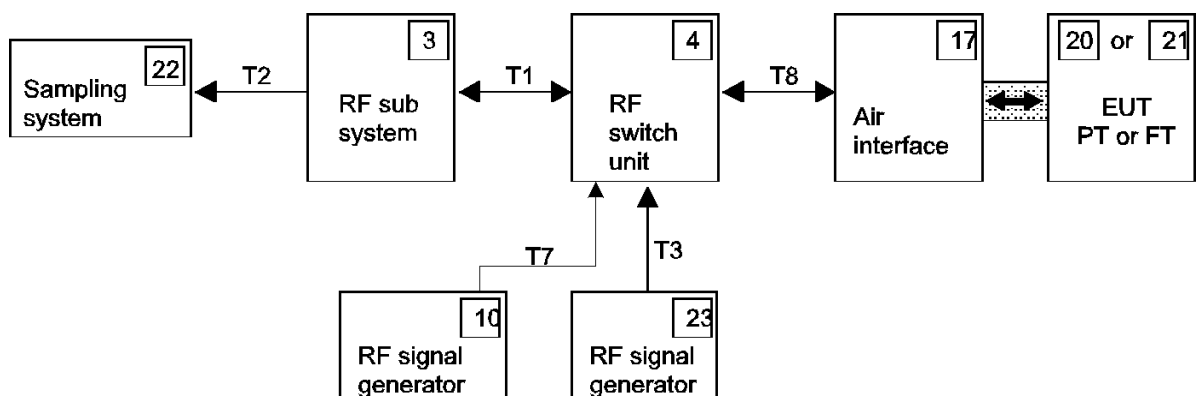 22
Sampling
system
T2
3
RF sub
system
T1
4
RF
switch
unit
T8
17
Air
interface
20 or 21
EUT
PT or FT
T7
T3
10
RF signal
generator
23
RF signal
generator